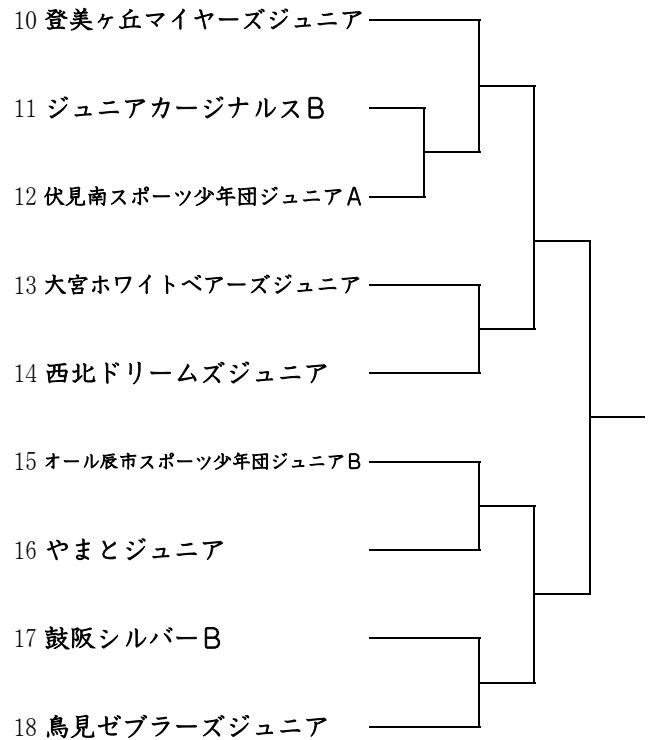 10 登美ヶ丘マイヤーズジュニア
11 ジュニアカージナルスB
12 伏見南スポーツ少年団ジュニアA
13 大宮ホワイトベアーズジュニア
14 西北ドリームズジュニア
15 オール辰市スポーツ少年団ジュニアB
16 やまとジュニア
17 鼓阪シルバーB
18 鳥見ゼブラーズジュニア